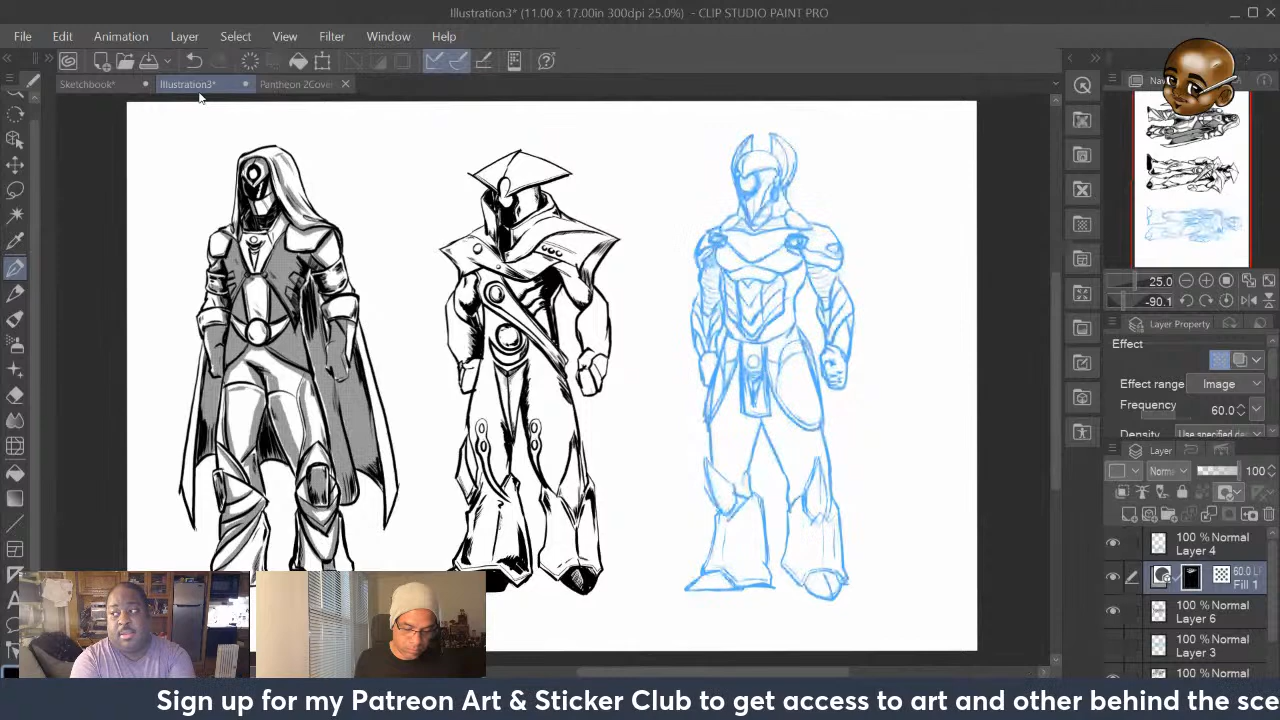 Illustration3* (11.00 x 17.00in 300dpi 25.0%) - CLIP STUDIO PAINT PRO
File Edit Animation Layer Select View Filter Window Help
Sketchbook* Illustration3* Pantheon 2Cover
25.0
-90.1
Layer Property
Effect
Effect range Image
Frequency 60.0
Density Use specified
Layer
Norm 100
100 % Normal
Layer 4
60.0
Fill 1
100 % Normal
Layer 6
100 % Normal
Layer 3
100 % Normal
Sign up for my Patreon Art & Sticker Club to get access to art and other behind the sce